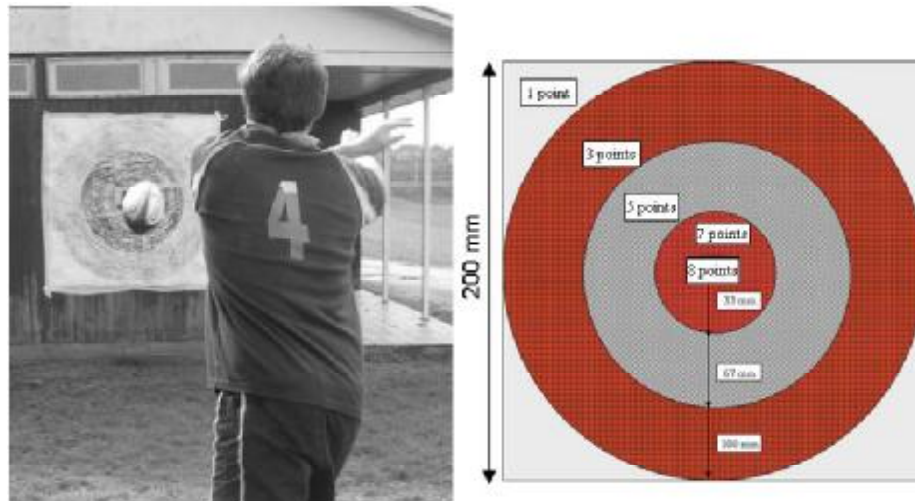 4
200 mm
1 point
3 points
5 points
7 points
8 points
33 mm
67 mm
100 mm